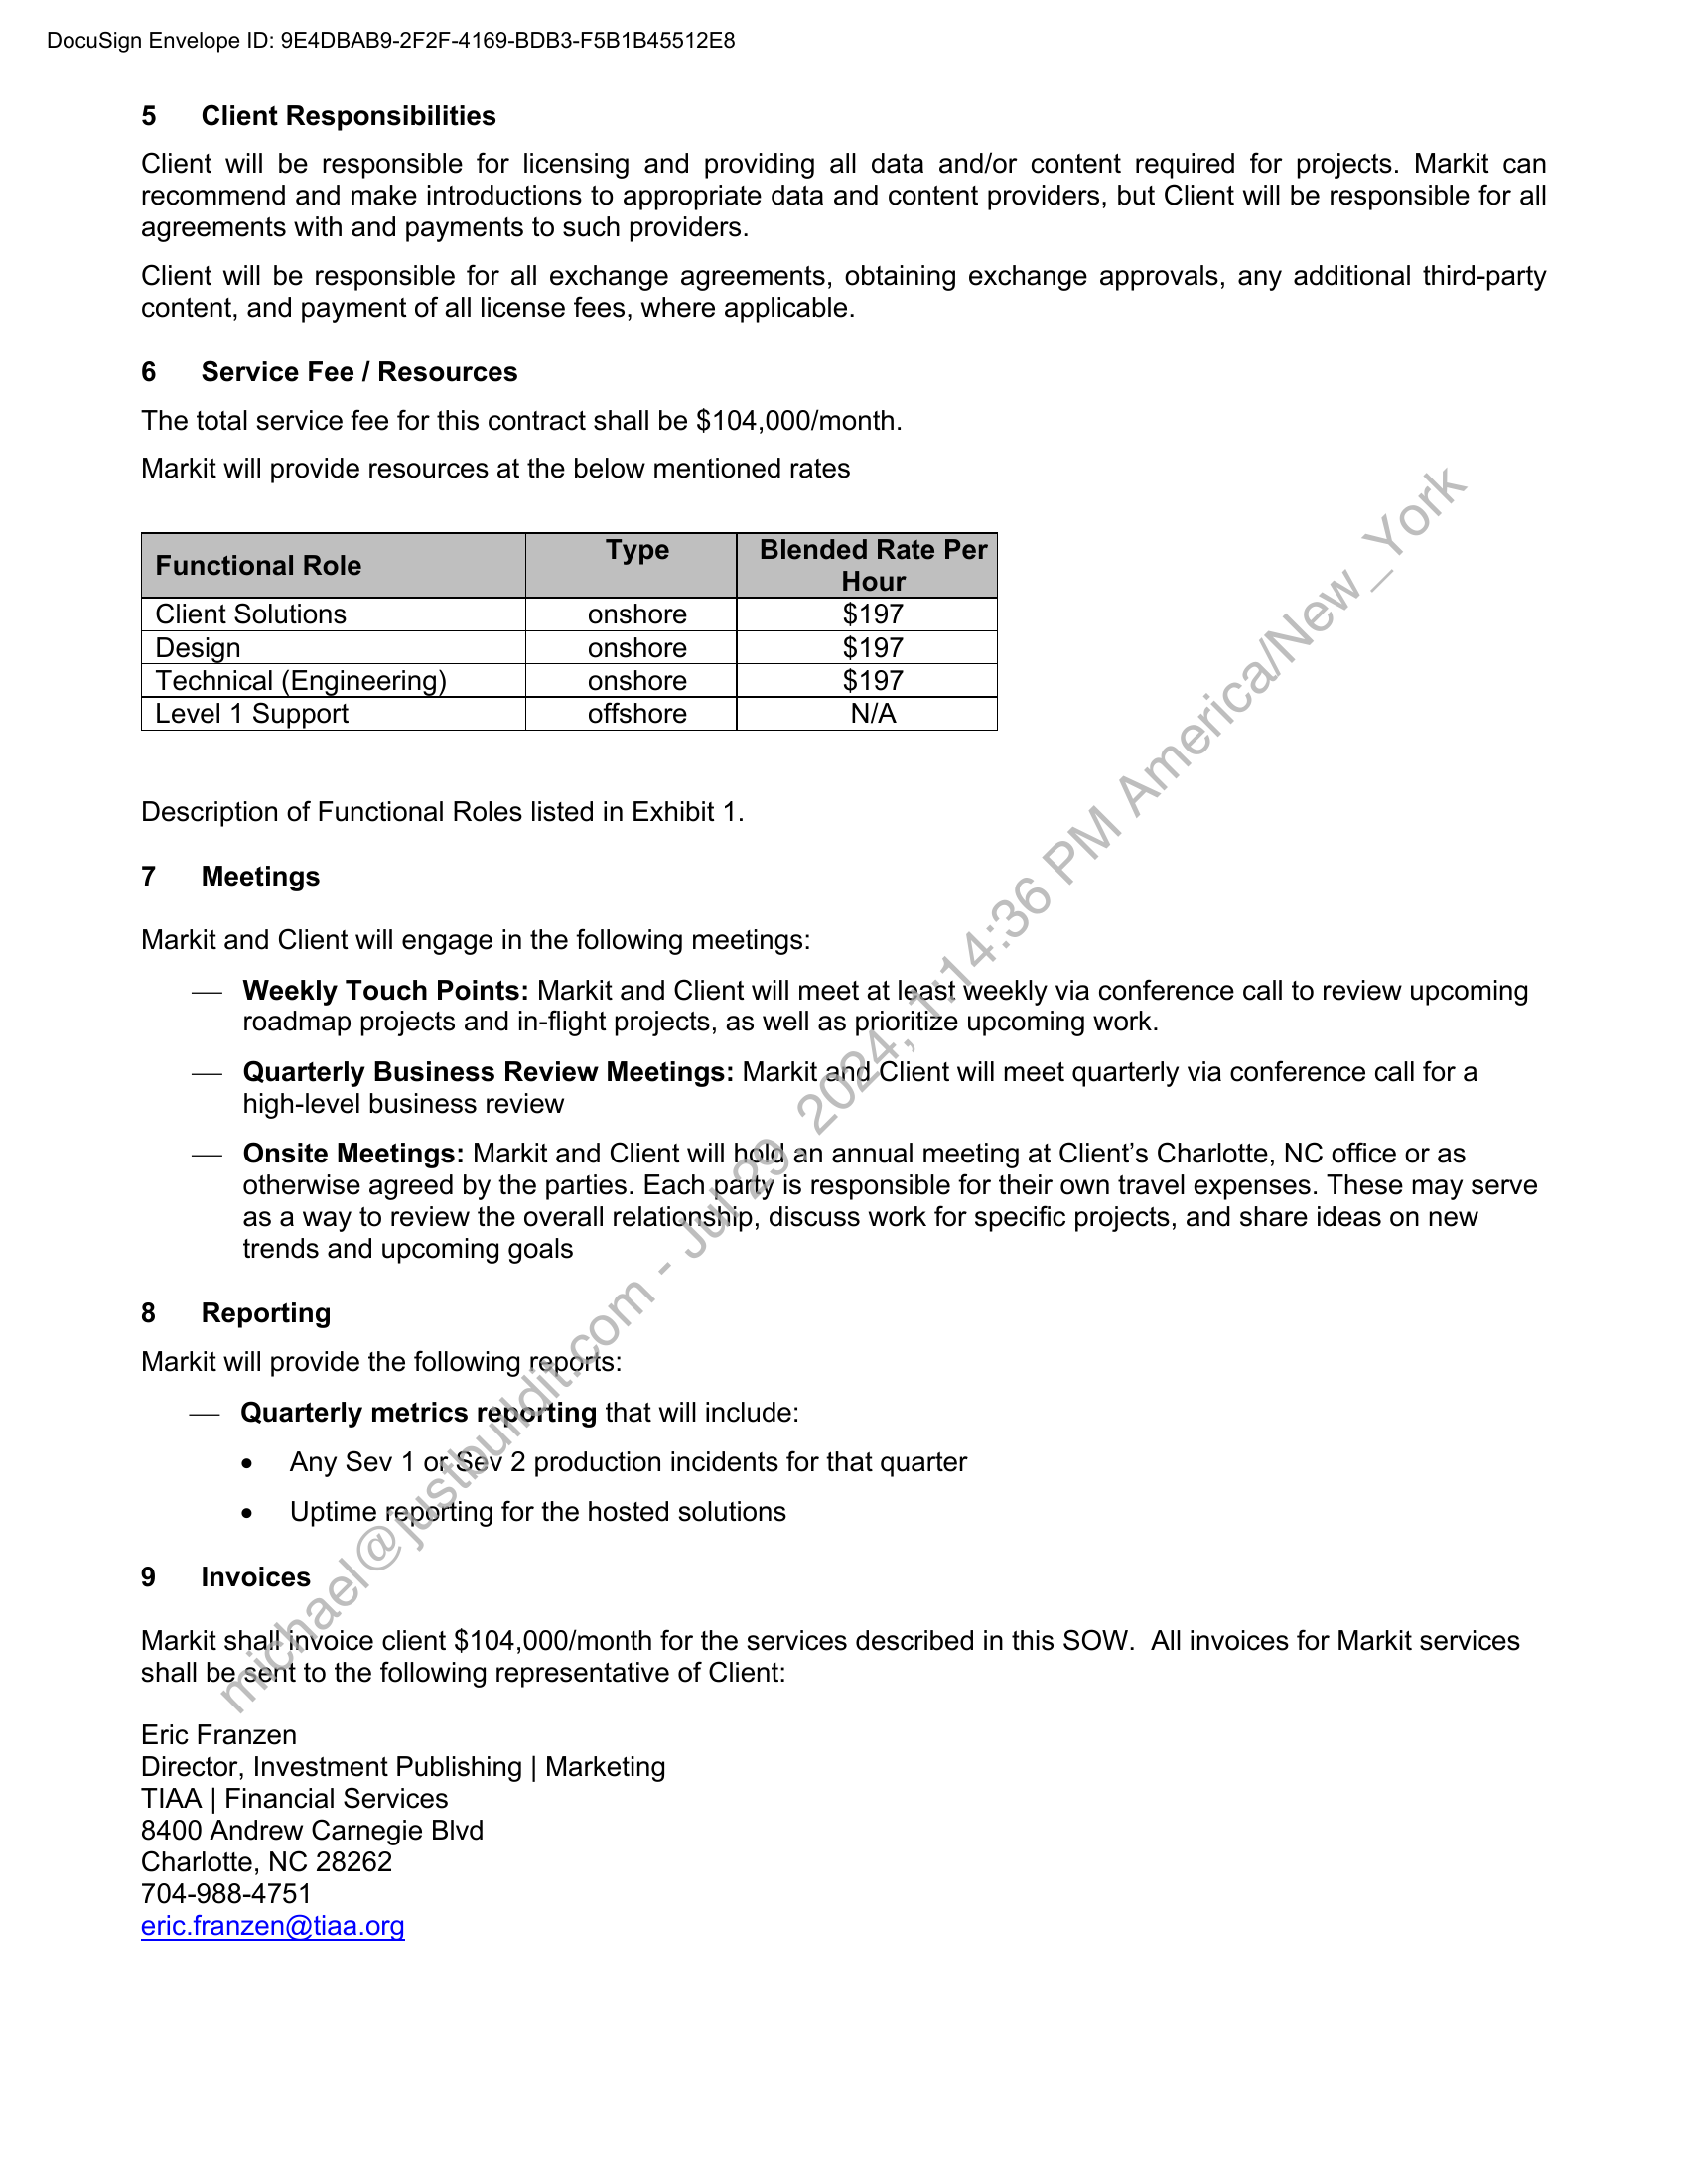 DocuSign Envelope ID: 9E4DBAB9-2F2F-4169-BDB3-F5B1B45512E8
5 Client Responsibilities
Client will be responsible for licensing and providing all data and/or content required for projects. Markit can
recommend and make introductions to appropriate data and content providers, but Client will be responsible for all
agreements with and payments to such providers.
Client will be responsible for all exchange agreements, obtaining exchange approvals, any additional third-party
content, and payment of all license fees, where applicable.
6 Service Fee / Resources
The total service fee for this contract shall be $104,000/month.
Markit will provide resources at the below mentioned rates
Functional Role Type Blended Rate Per
Hour
Client Solutions onshore $197
Design onshore $197
Technical (Engineering) onshore $197
Level 1 Support offshore N/A
Description of Functional Roles listed in Exhibit 1.
7 Meetings
Markit and Client will engage in the following meetings:
— Weekly Touch Points: Markit and Client will meet at least weekly via conference call to review upcoming
roadmap projects and in-flight projects, as well as prioritize upcoming work.
— Quarterly Business Review Meetings: Markit and Client will meet quarterly via conference call for a
high-level business review
— Onsite Meetings: Markit and Client will hold an annual meeting at Client’s Charlotte, NC office or as
otherwise agreed by the parties. Each party is responsible for their own travel expenses. These may serve
as a way to review the overall relationship, discuss work for specific projects, and share ideas on new
trends and upcoming goals
8 Reporting
Markit will provide the following reports:
— Quarterly metrics reporting that will include:
• Any Sev 1 or Sev 2 production incidents for that quarter
• Uptime reporting for the hosted solutions
9 Invoices
Markit shall invoice client $104,000/month for the services described in this SOW. All invoices for Markit services
shall be sent to the following representative of Client:
Eric Franzen
Director, Investment Publishing | Marketing
TIAA | Financial Services
8400 Andrew Carnegie Blvd
Charlotte, NC 28262
704-988-4751
eric.franzen@tiaa.org
michael@justbuildit.com - Jul 29, 2024, 1:14:36 PM America/New_York